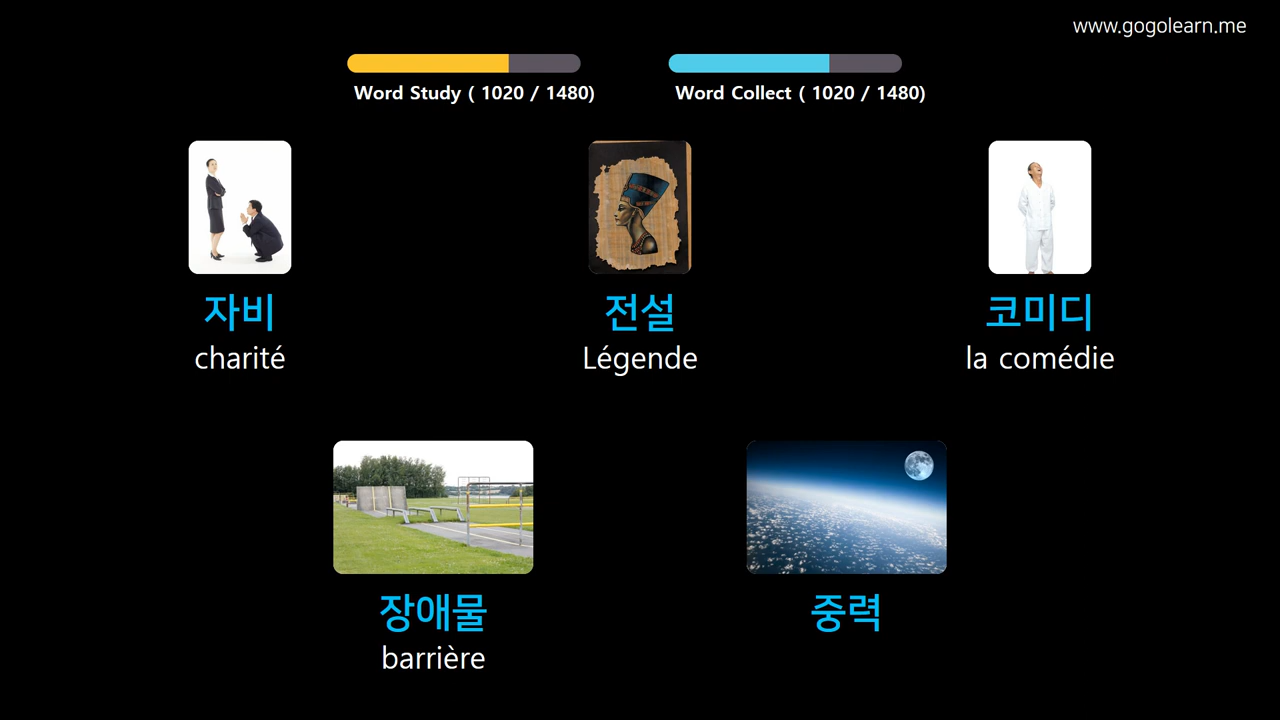 www.gogolearn.me
Word Study ( 1020 / 1480)
Word Collect ( 1020 / 1480)
자비
charité
전설
Légende
코미디
la comédie
장애물
barrière
중력